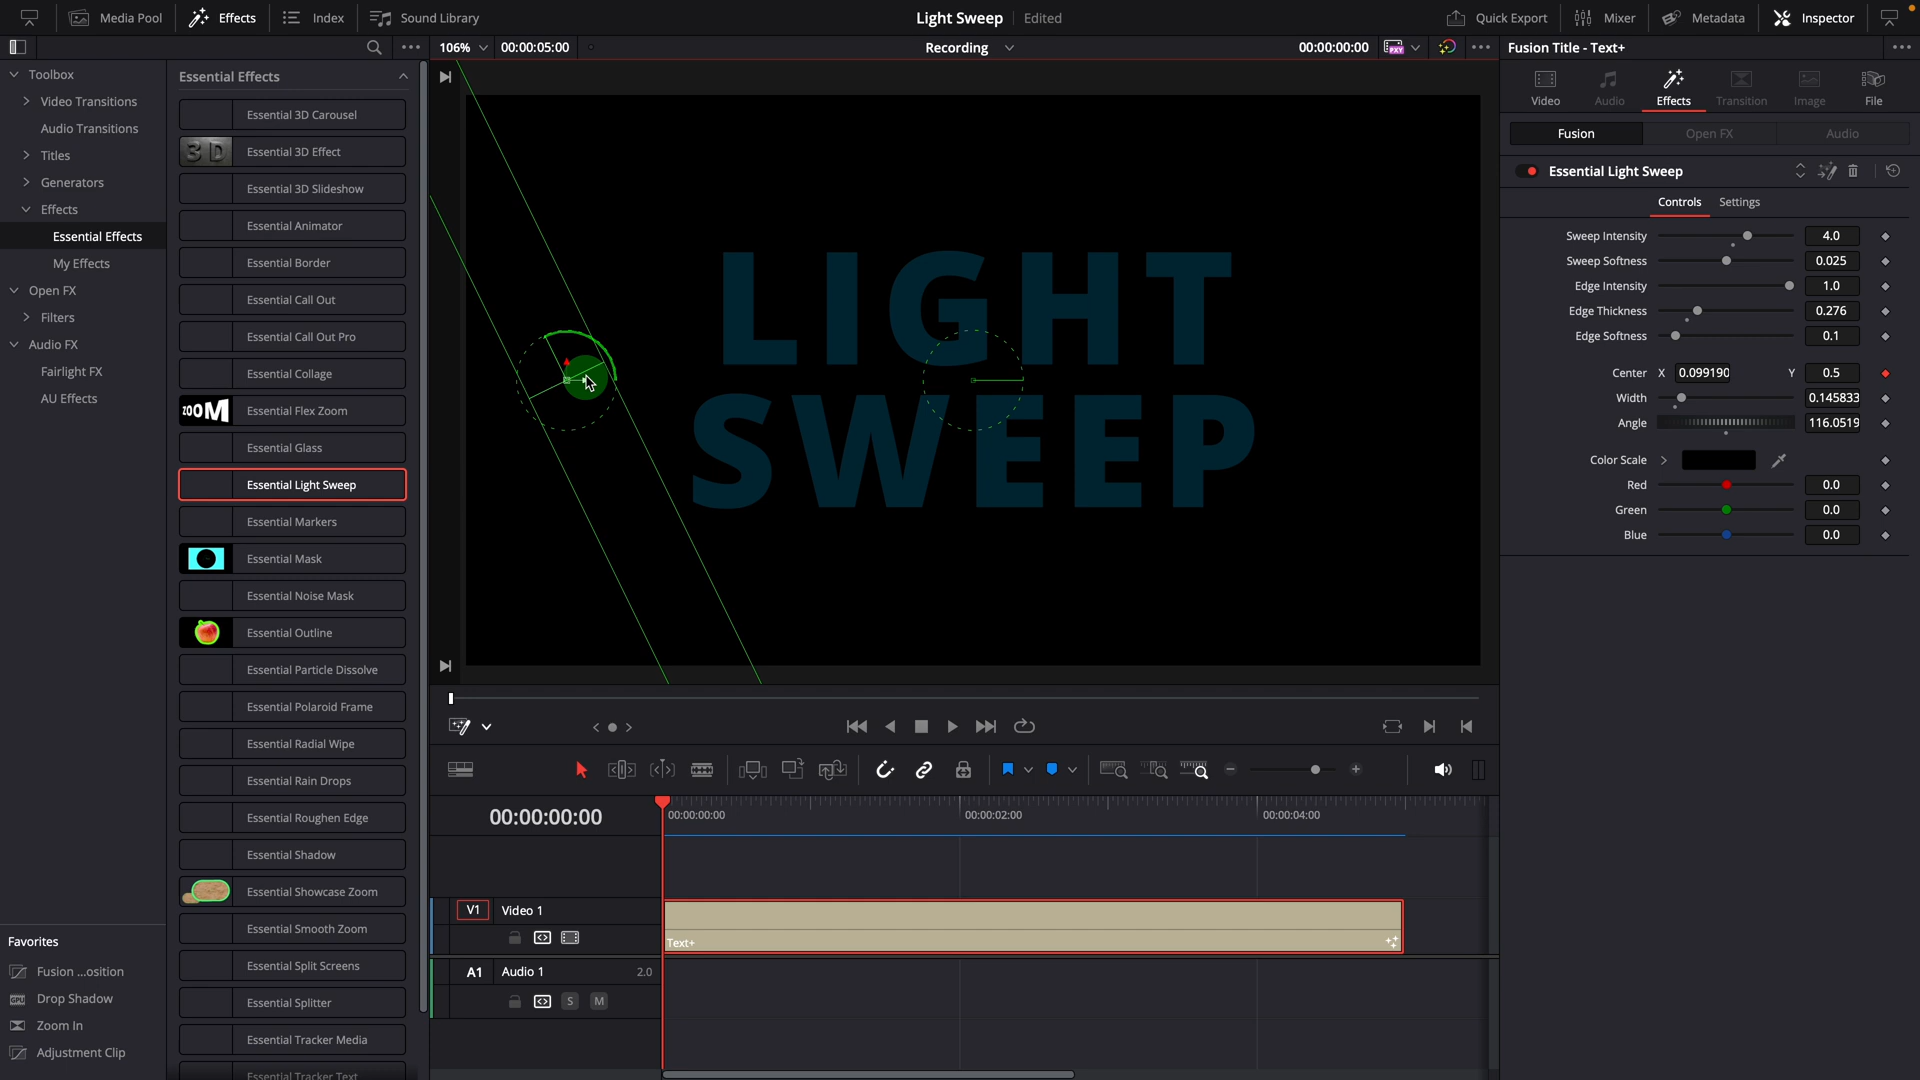 Media Pool
Effects
Index
Sound Library
Light Sweep
Edited
Quick Export
Mixer
Metadata
Inspector
106%
00:00:05:00
Recording
00:00:00:00
PXY
Fusion Title - Text+
Toolbox
Video Transitions
Audio Transitions
Titles
Generators
Effects
Essential Effects
My Effects
Open FX
Filters
Audio FX
Fairlight FX
AU Effects
Favorites
Fusion ...osition
Drop Shadow
Zoom In
Adjustment Clip
Essential Effects
Essential 3D Carousel
3D
Essential 3D Effect
Essential 3D Slideshow
Essential Animator
Essential Border
Essential Call Out
Essential Call Out Pro
Essential Collage
ZOOM
Essential Flex Zoom
Essential Glass
Essential Light Sweep
Essential Markers
Essential Mask
Essential Noise Mask
Essential Outline
Essential Particle Dissolve
Essential Polaroid Frame
Essential Radial Wipe
Essential Rain Drops
Essential Roughen Edge
Essential Shadow
Essential Showcase Zoom
Essential Smooth Zoom
Essential Split Screens
Essential Splitter
Essential Tracker Media
Essential Tracker Text
LIGHT
SWEEP
00:00:00:00
00:00:00:00
00:00:02:00
00:00:04:00
V1
Video 1
Text+
A1
Audio 1
2.0
S
M
Video
Audio
Effects
Transition
Image
File
Fusion
Open FX
Audio
Essential Light Sweep
Controls
Settings
Sweep Intensity
4.0
Sweep Softness
0.025
Edge Intensity
1.0
Edge Thickness
0.276
Edge Softness
0.1
Center
X
0.099190
Y
0.5
Width
0.145833
Angle
116.0519
Color Scale
Red
0.0
Green
0.0
Blue
0.0